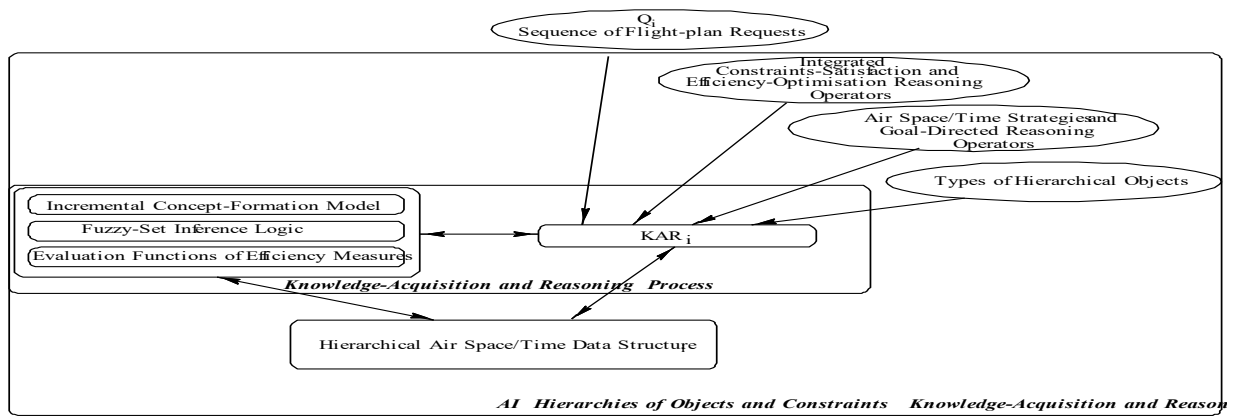 Q i
Sequence of Flight-plan Requests
Integrated
Constraints-Satisfaction and
Efficiency-Optimisation Reasoning
Operators
Air Space/Time Strategies and
Goal-Directed Reasoning
Operators
Types of Hierarchical Objects
Incremental Concept-Formation Model
Fuzzy-Set Inference Logic
Evaluation Functions of Efficiency Measures
KAR i
Knowledge-Acquisition and Reasoning Process
Hierarchical Air Space/Time Data Structure
AI Hierarchies of Objects and Constraints Knowledge-Acquisition and Reason